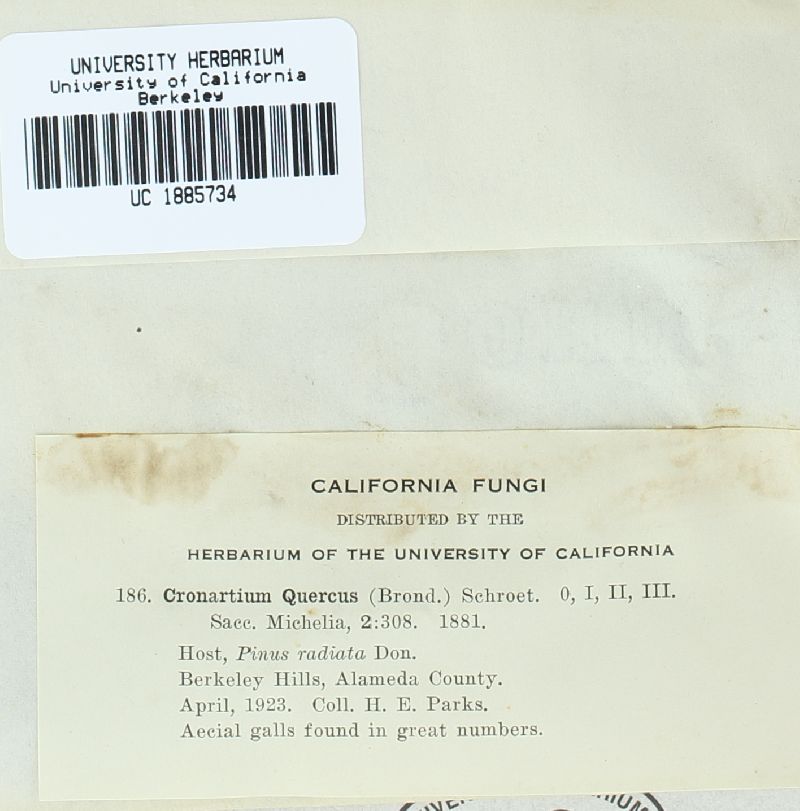 UNIVERSITY HERBARIUM
University of California
Berkeley
UC 1885734
CALIFORNIA FUNGI
DISTRIBUTED BY THE
HERBARIUM OF THE UNIVERSITY OF CALIFORNIA
186. Cronartium Quercus (Brond.) Schroet. 0, I, II, III.
Sacc. Michelia, 2:308. 1881.
Host, Pinus radiata Don.
Berkeley Hills, Alameda County.
April, 1923. Coll. H. E. Parks.
Aecial galls found in great numbers.